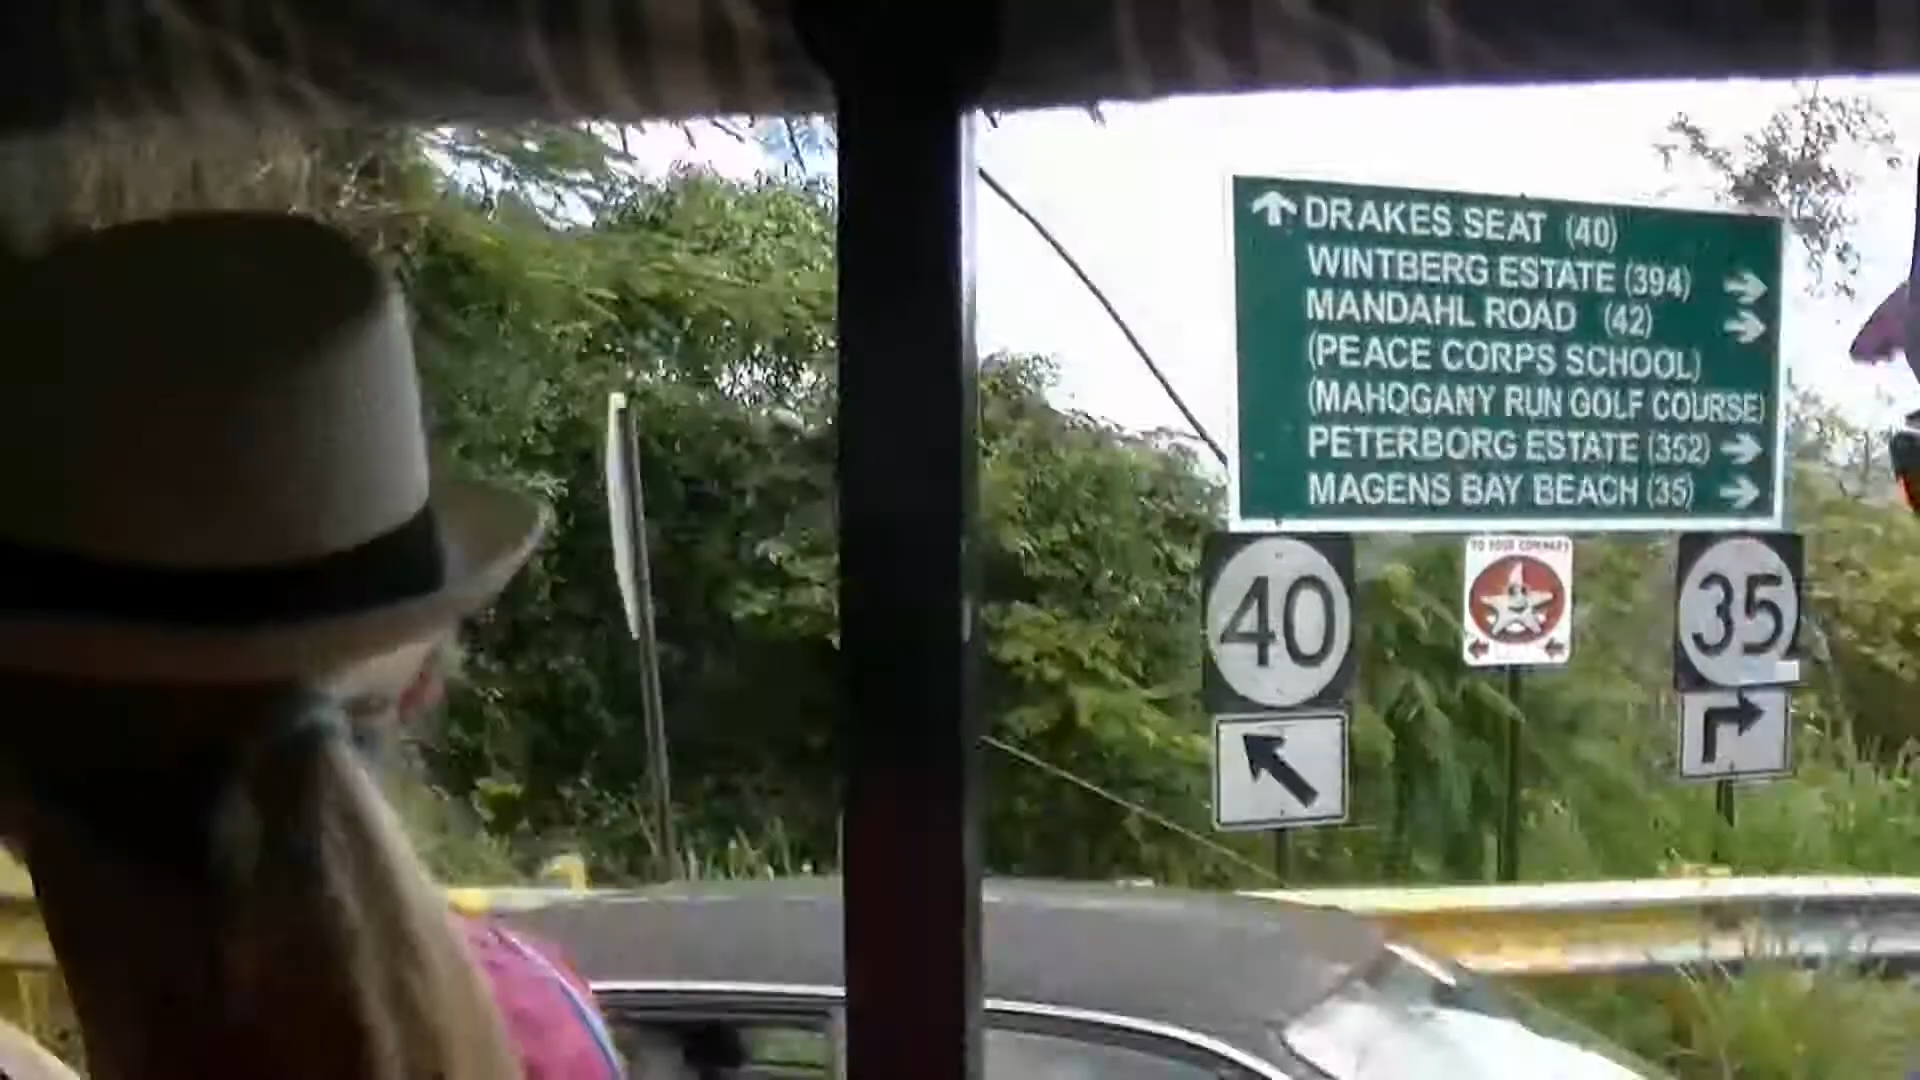 DRAKES SEAT (40)
WINTBERG ESTATE (394)
MANDAHL ROAD (42)
(PEACE CORPS SCHOOL)
(MAHOGANY RUN GOLF COURSE)
PETERBORG ESTATE (352)
MAGENS BAY BEACH (35)
40
35